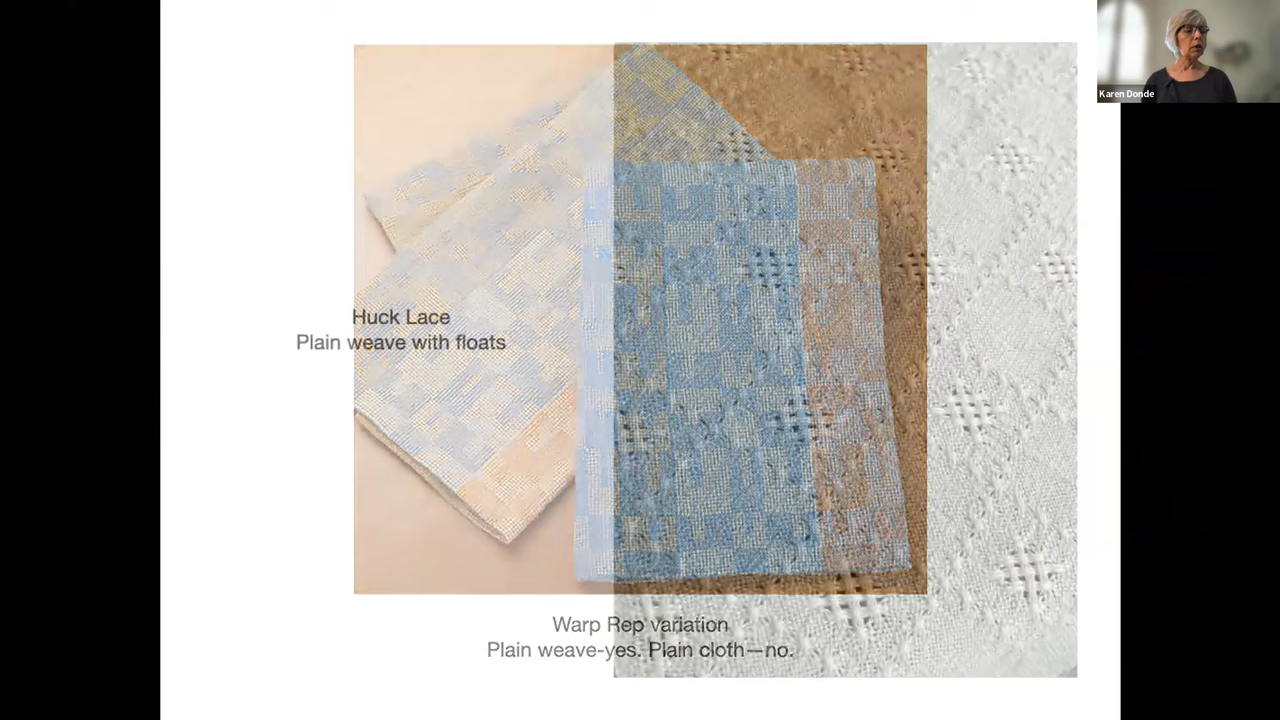 Karen Donde
Huck Lace
Plain weave with floats
Warp Rep variation
Plain weave-yes. Plain cloth—no.